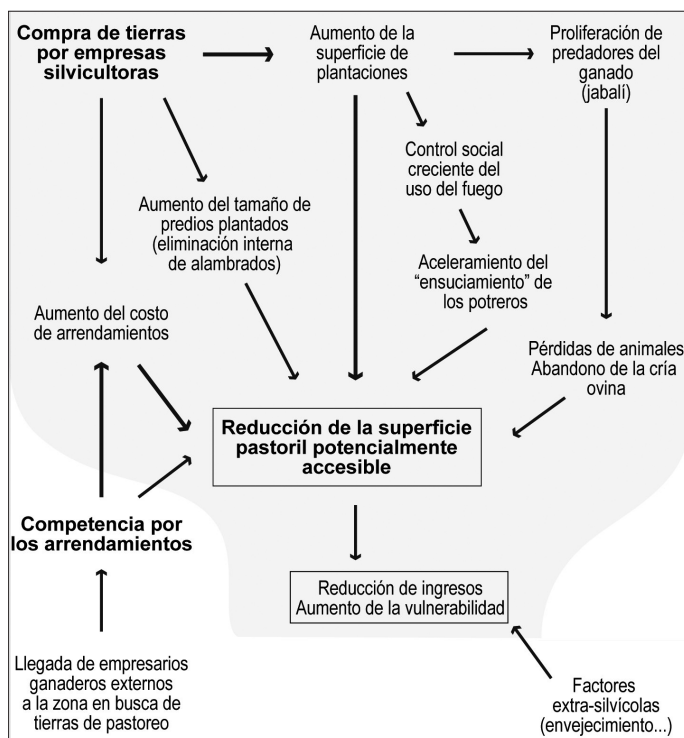 Compra de tierras
por empresas
silvicultoras
Aumento de la
superficie de
plantaciones
Proliferación de
predadores del
ganado
(jabalí)
Control social
creciente del
uso del fuego
Aumento del tamaño de
predios plantados
(eliminación interna
de alambrados)
Aceleramiento del
“ensuciamiento” de
los potreros
Aumento del costo
de arrendamientos
Pérdidas de animales
Abandono de la cría
ovina
Reducción de la superficie
pastoril potencialmente
accesible
Competencia por
los arrendamientos
Reducción de ingresos
Aumento de la vulnerabilidad
Llegada de empresarios
ganaderos externos
a la zona en busca de
tierras de pastoreo
Factores
extra-silvícolas
(envejecimiento...)